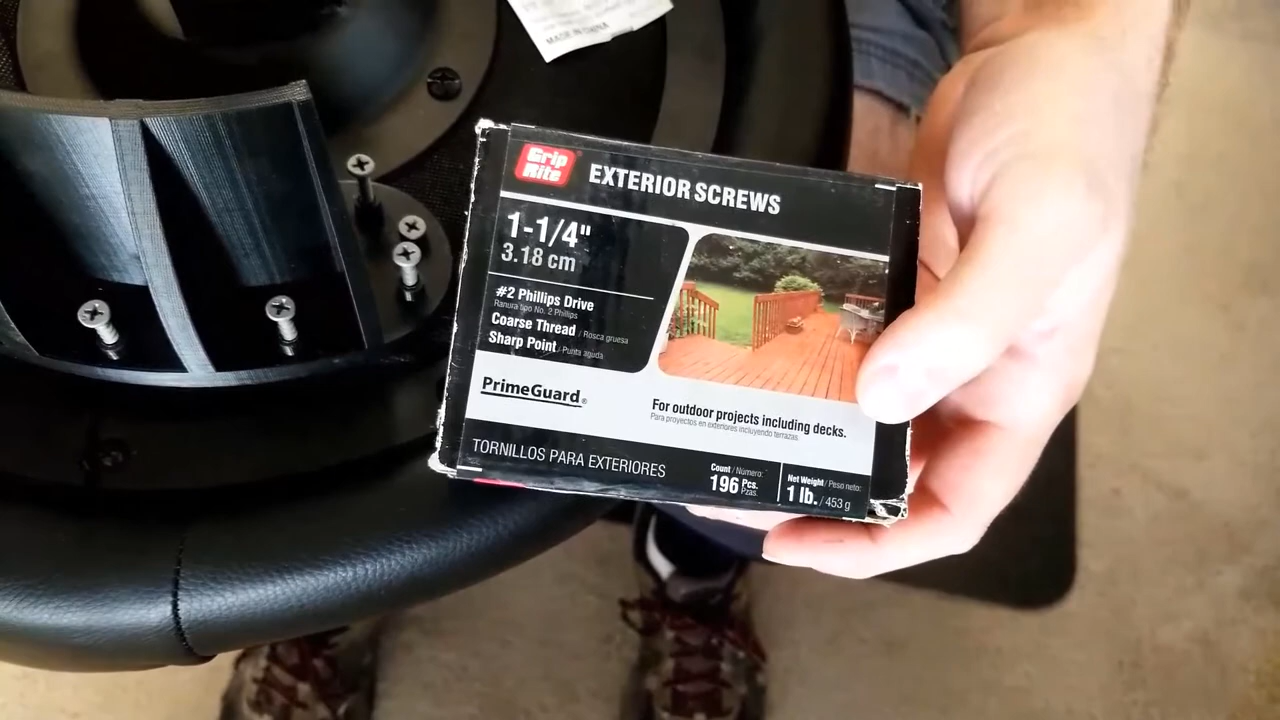 MADE IN CHINA
Grip
Rite
EXTERIOR SCREWS
1-1/4"
3.18 cm
#2 Phillips Drive
Ranura tipo No. 2 Phillips
Coarse Thread / Rosca gruesa
Sharp Point / Punta aguda
PrimeGuard®
For outdoor projects including decks.
Para proyectos en exteriores incluyendo terrazas.
TORNILLOS PARA EXTERIORES
Count / Número:
196 Pcs.
Pzas.
Net Weight / Peso neto:
1 lb. / 453 g